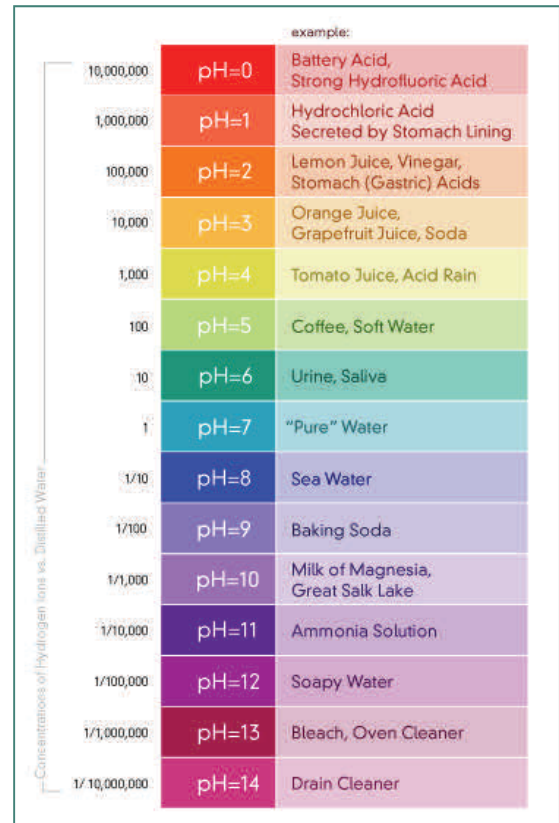 example:
10,000,000 pH=0 Battery Acid,
Strong Hydrofluoric Acid
1,000,000 pH=1 Hydrochloric Acid
Secreted by Stomach Lining
100,000 pH=2 Lemon Juice, Vinegar,
Stomach (Gastric) Acids
10,000 pH=3 Orange Juice,
Grapefruit Juice, Soda
1,000 pH=4 Tomato Juice, Acid Rain
100 pH=5 Coffee, Soft Water
10 pH=6 Urine, Saliva
1 pH=7 “Pure” Water
1/10 pH=8 Sea Water
1/100 pH=9 Baking Soda
1/1,000 pH=10 Milk of Magnesia,
Great Salk Lake
1/10,000 pH=11 Ammonia Solution
1/100,000 pH=12 Soapy Water
1/1,000,000 pH=13 Bleach, Oven Cleaner
1/ 10,000,000 pH=14 Drain Cleaner
Concentrations of Hydrogen Ions vs. Distilled Water